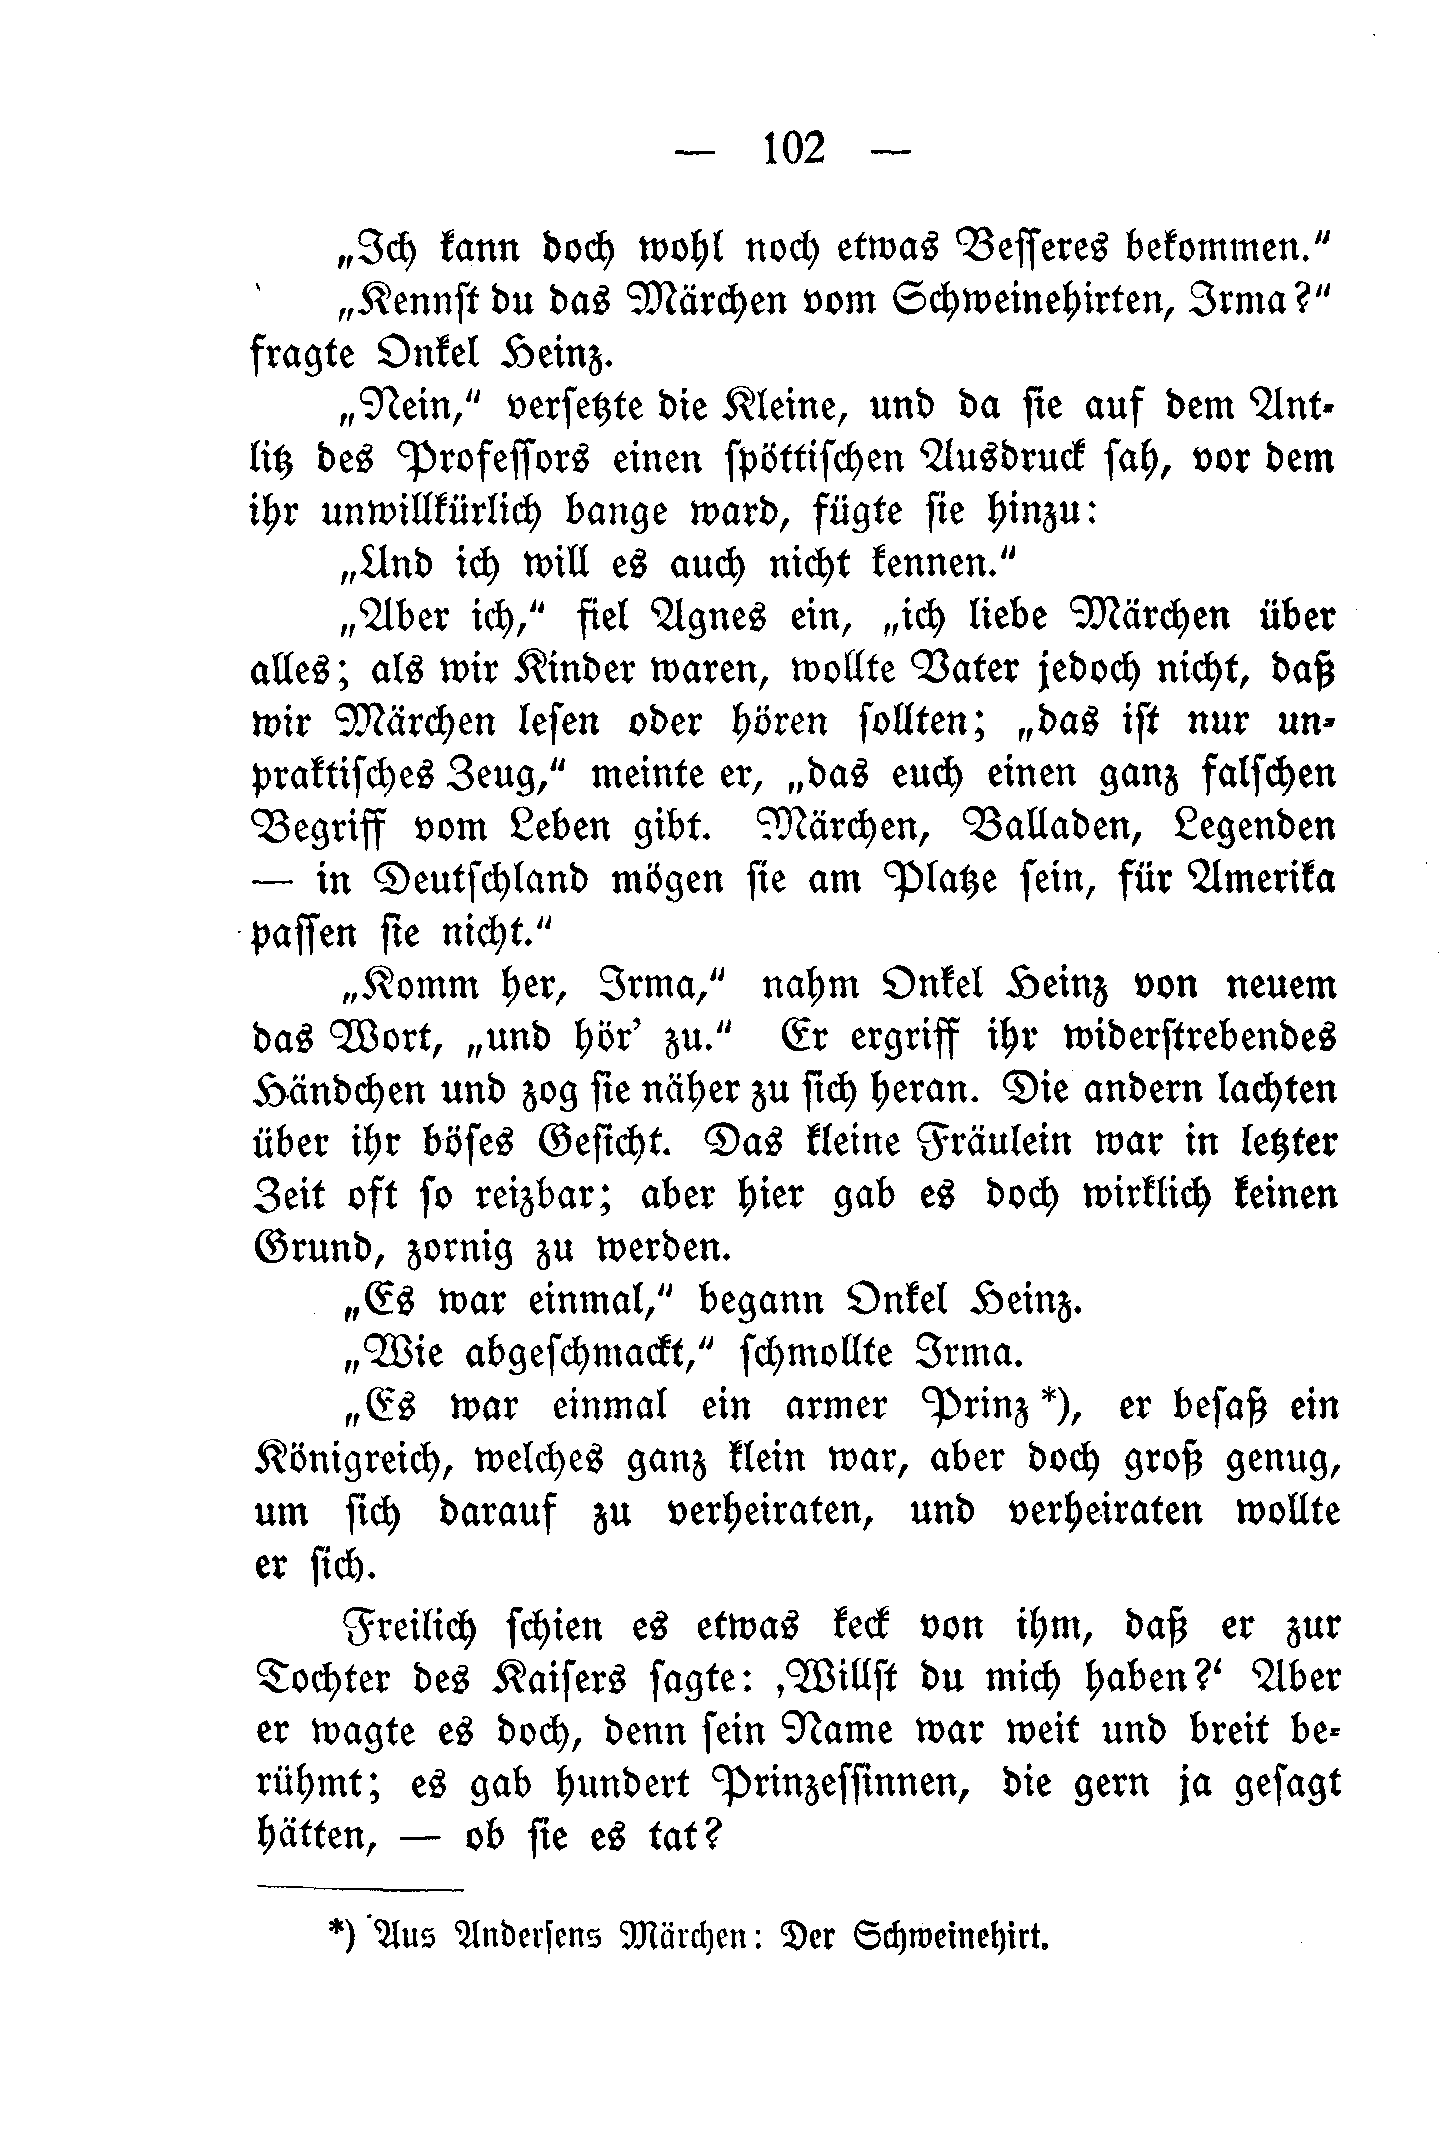 — 102 —
„Ich kann doch wohl noch etwas Besseres bekommen."
„Kennst du das Märchen vom Schweinehirten, Irma?"
fragte Onkel Heinz.
„Nein," versetzte die Kleine, und da sie auf dem Ant-
litz des Professors einen spöttischen Ausdruck sah, vor dem
ihr unwillkürlich bange ward, fügte sie hinzu:
„Und ich will es auch nicht kennen."
„Aber ich," fiel Agnes ein, „ich liebe Märchen über
alles; als wir Kinder waren, wollte Vater jedoch nicht, daß
wir Märchen lesen oder hören sollten; „das ist nur un-
praktisches Zeug," meinte er, „das euch einen ganz falschen
Begriff vom Leben gibt. Märchen, Balladen, Legenden
— in Deutschland mögen sie am Platze sein, für Amerika
passen sie nicht."
„Komm her, Irma," nahm Onkel Heinz von neuem
das Wort, „und hör' zu." Er ergriff ihr widerstrebendes
Händchen und zog sie näher zu sich heran. Die andern lachten
über ihr böses Gesicht. Das kleine Fräulein war in letzter
Zeit oft so reizbar; aber hier gab es doch wirklich keinen
Grund, zornig zu werden.
„Es war einmal," begann Onkel Heinz.
„Wie abgeschmackt," schmollte Irma.
„Es war einmal ein armer Prinz*), er besaß ein
Königreich, welches ganz klein war, aber doch groß genug,
um sich darauf zu verheiraten, und verheiraten wollte
er sich.
Freilich schien es etwas keck von ihm, daß er zur
Tochter des Kaisers sagte: ‚Willst du mich haben?‘ Aber
er wagte es doch, denn sein Name war weit und breit be-
rühmt; es gab hundert Prinzessinnen, die gern ja gesagt
hätten, — ob sie es tat?
*) Aus Andersens Märchen: Der Schweinehirt.